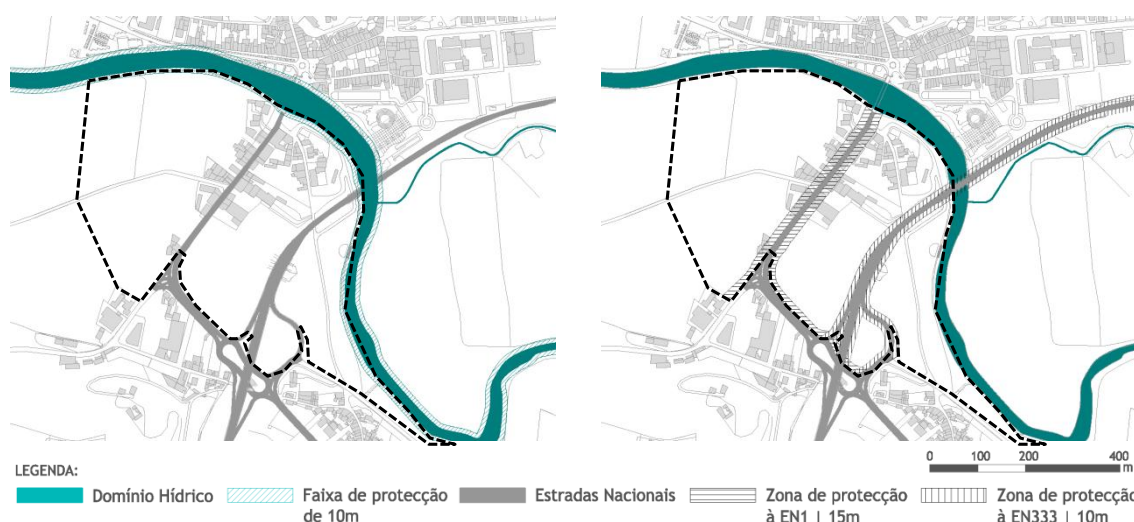 0 100 200 400
m
LEGENDA:
Domínio Hídrico
Faixa de protecção
de 10m
Estradas Nacionais
Zona de protecção
à EN1 | 15m
Zona de protecção
à EN333 | 10m